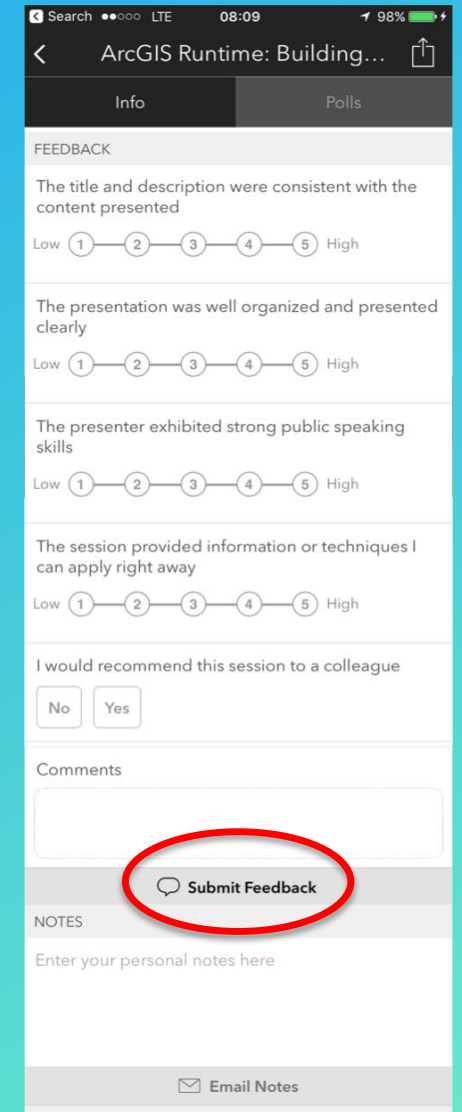 Search LTE 08:09 98%
ArcGIS Runtime: Building...
Info Polls
FEEDBACK
The title and description were consistent with the
content presented
Low 1 2 3 4 5 High
The presentation was well organized and presented
clearly
Low 1 2 3 4 5 High
The presenter exhibited strong public speaking
skills
Low 1 2 3 4 5 High
The session provided information or techniques I
can apply right away
Low 1 2 3 4 5 High
I would recommend this session to a colleague
No Yes
Comments
Submit Feedback
NOTES
Enter your personal notes here
Email Notes